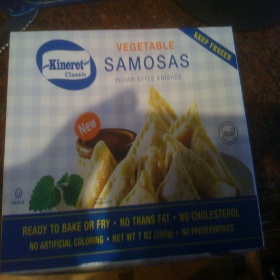 KEEP FROZEN
VEGETABLE
Kineret
Classic
SAMOSAS
INDIAN STYLE KNISHES
New
READY TO BAKE OR FRY • NO TRANS FAT • NO CHOLESTEROL
NO ARTIFICIAL COLORING • NET WT 7 OZ (200g) • NO PRESERVATIVES